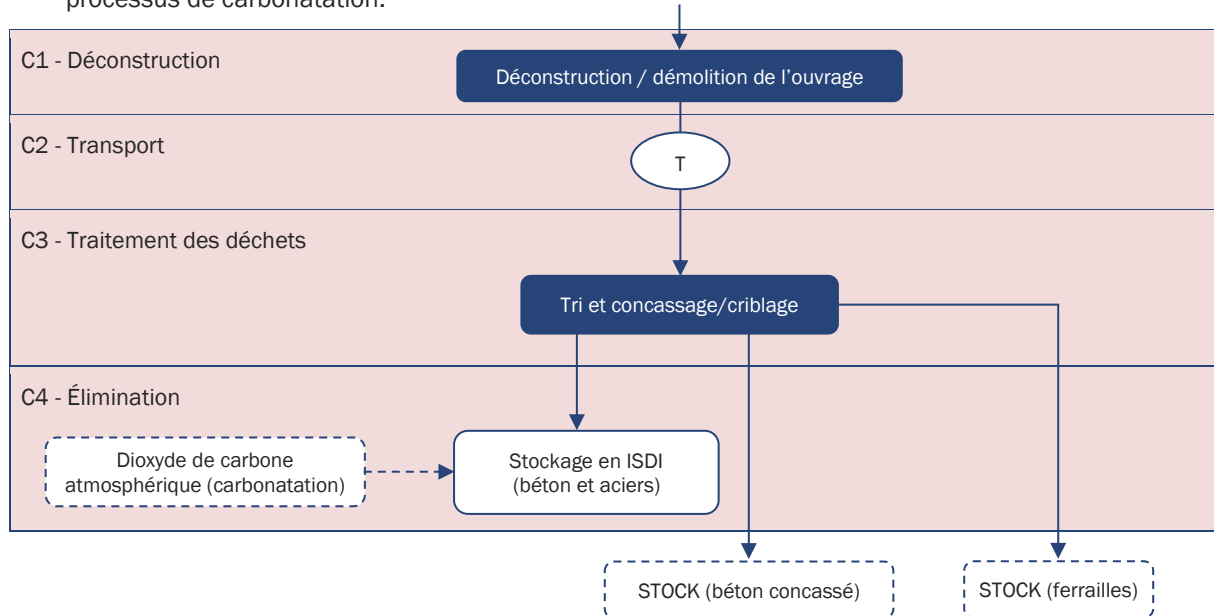 processus de carbonatation.
C1 - Déconstruction
Déconstruction / démolition de l'ouvrage
C2 - Transport
T
C3 - Traitement des déchets
Tri et concassage/criblage
C4 - Élimination
Dioxyde de carbone
atmosphérique (carbonatation)
Stockage en ISDI
(béton et aciers)
STOCK (béton concassé)
STOCK (ferrailles)